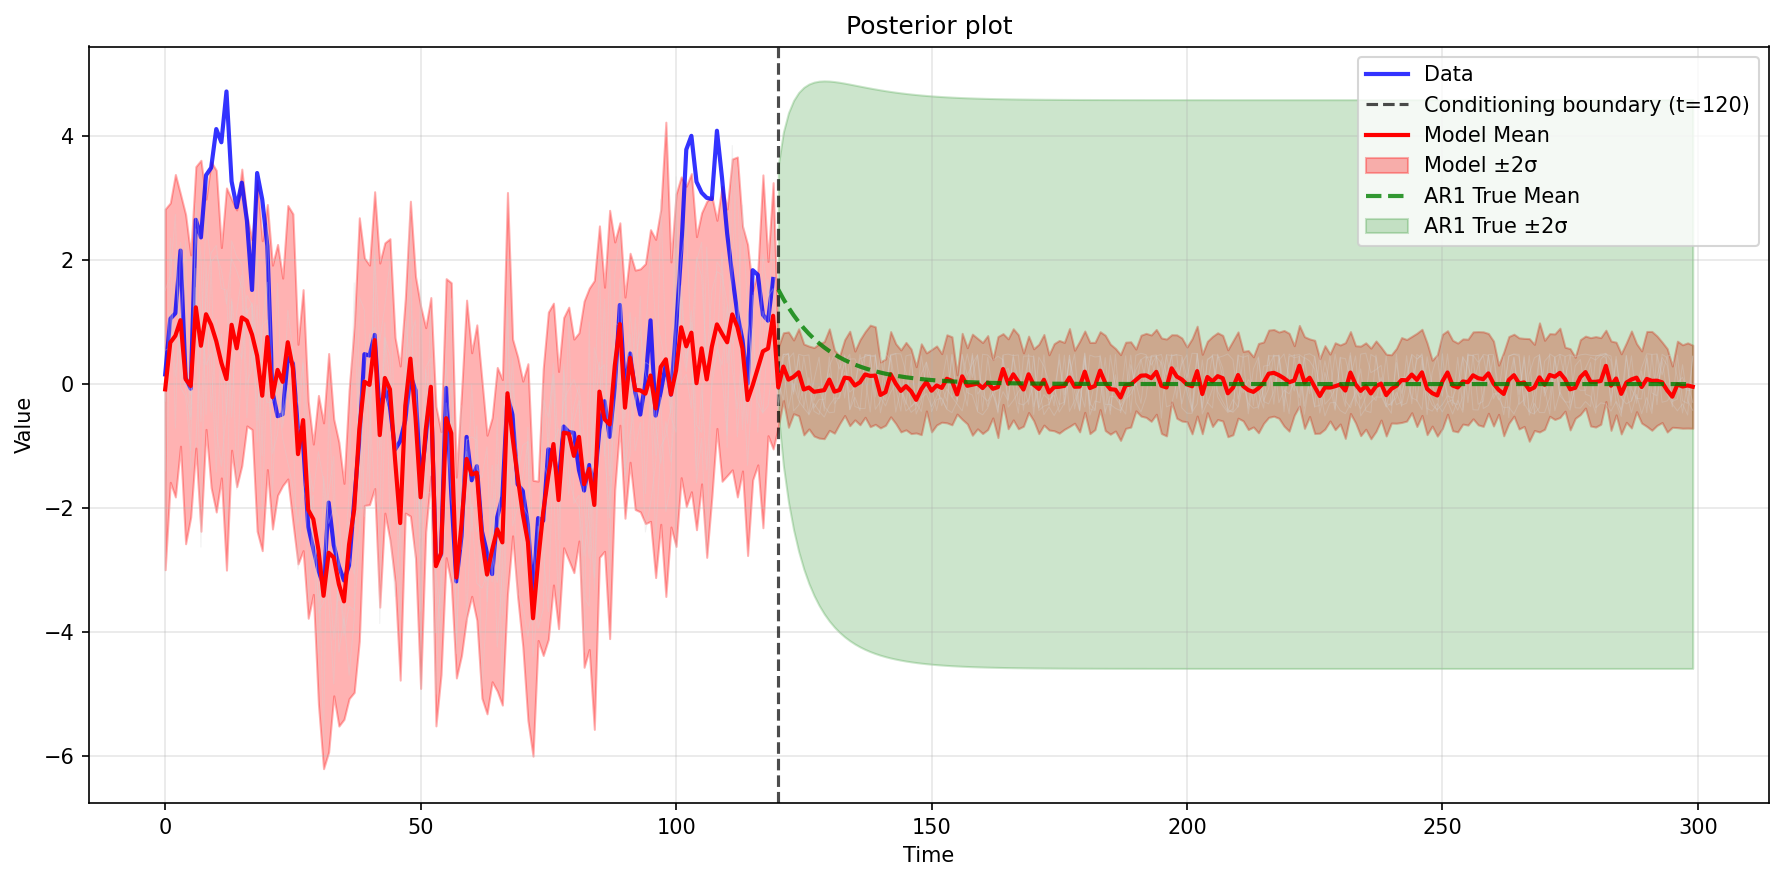 Posterior plot
Data
Conditioning boundary (t=120)
Model Mean
Model ±2σ
AR1 True Mean
AR1 True ±2σ
Value
4
2
0
−2
−4
−6
0
50
100
150
200
250
300
Time